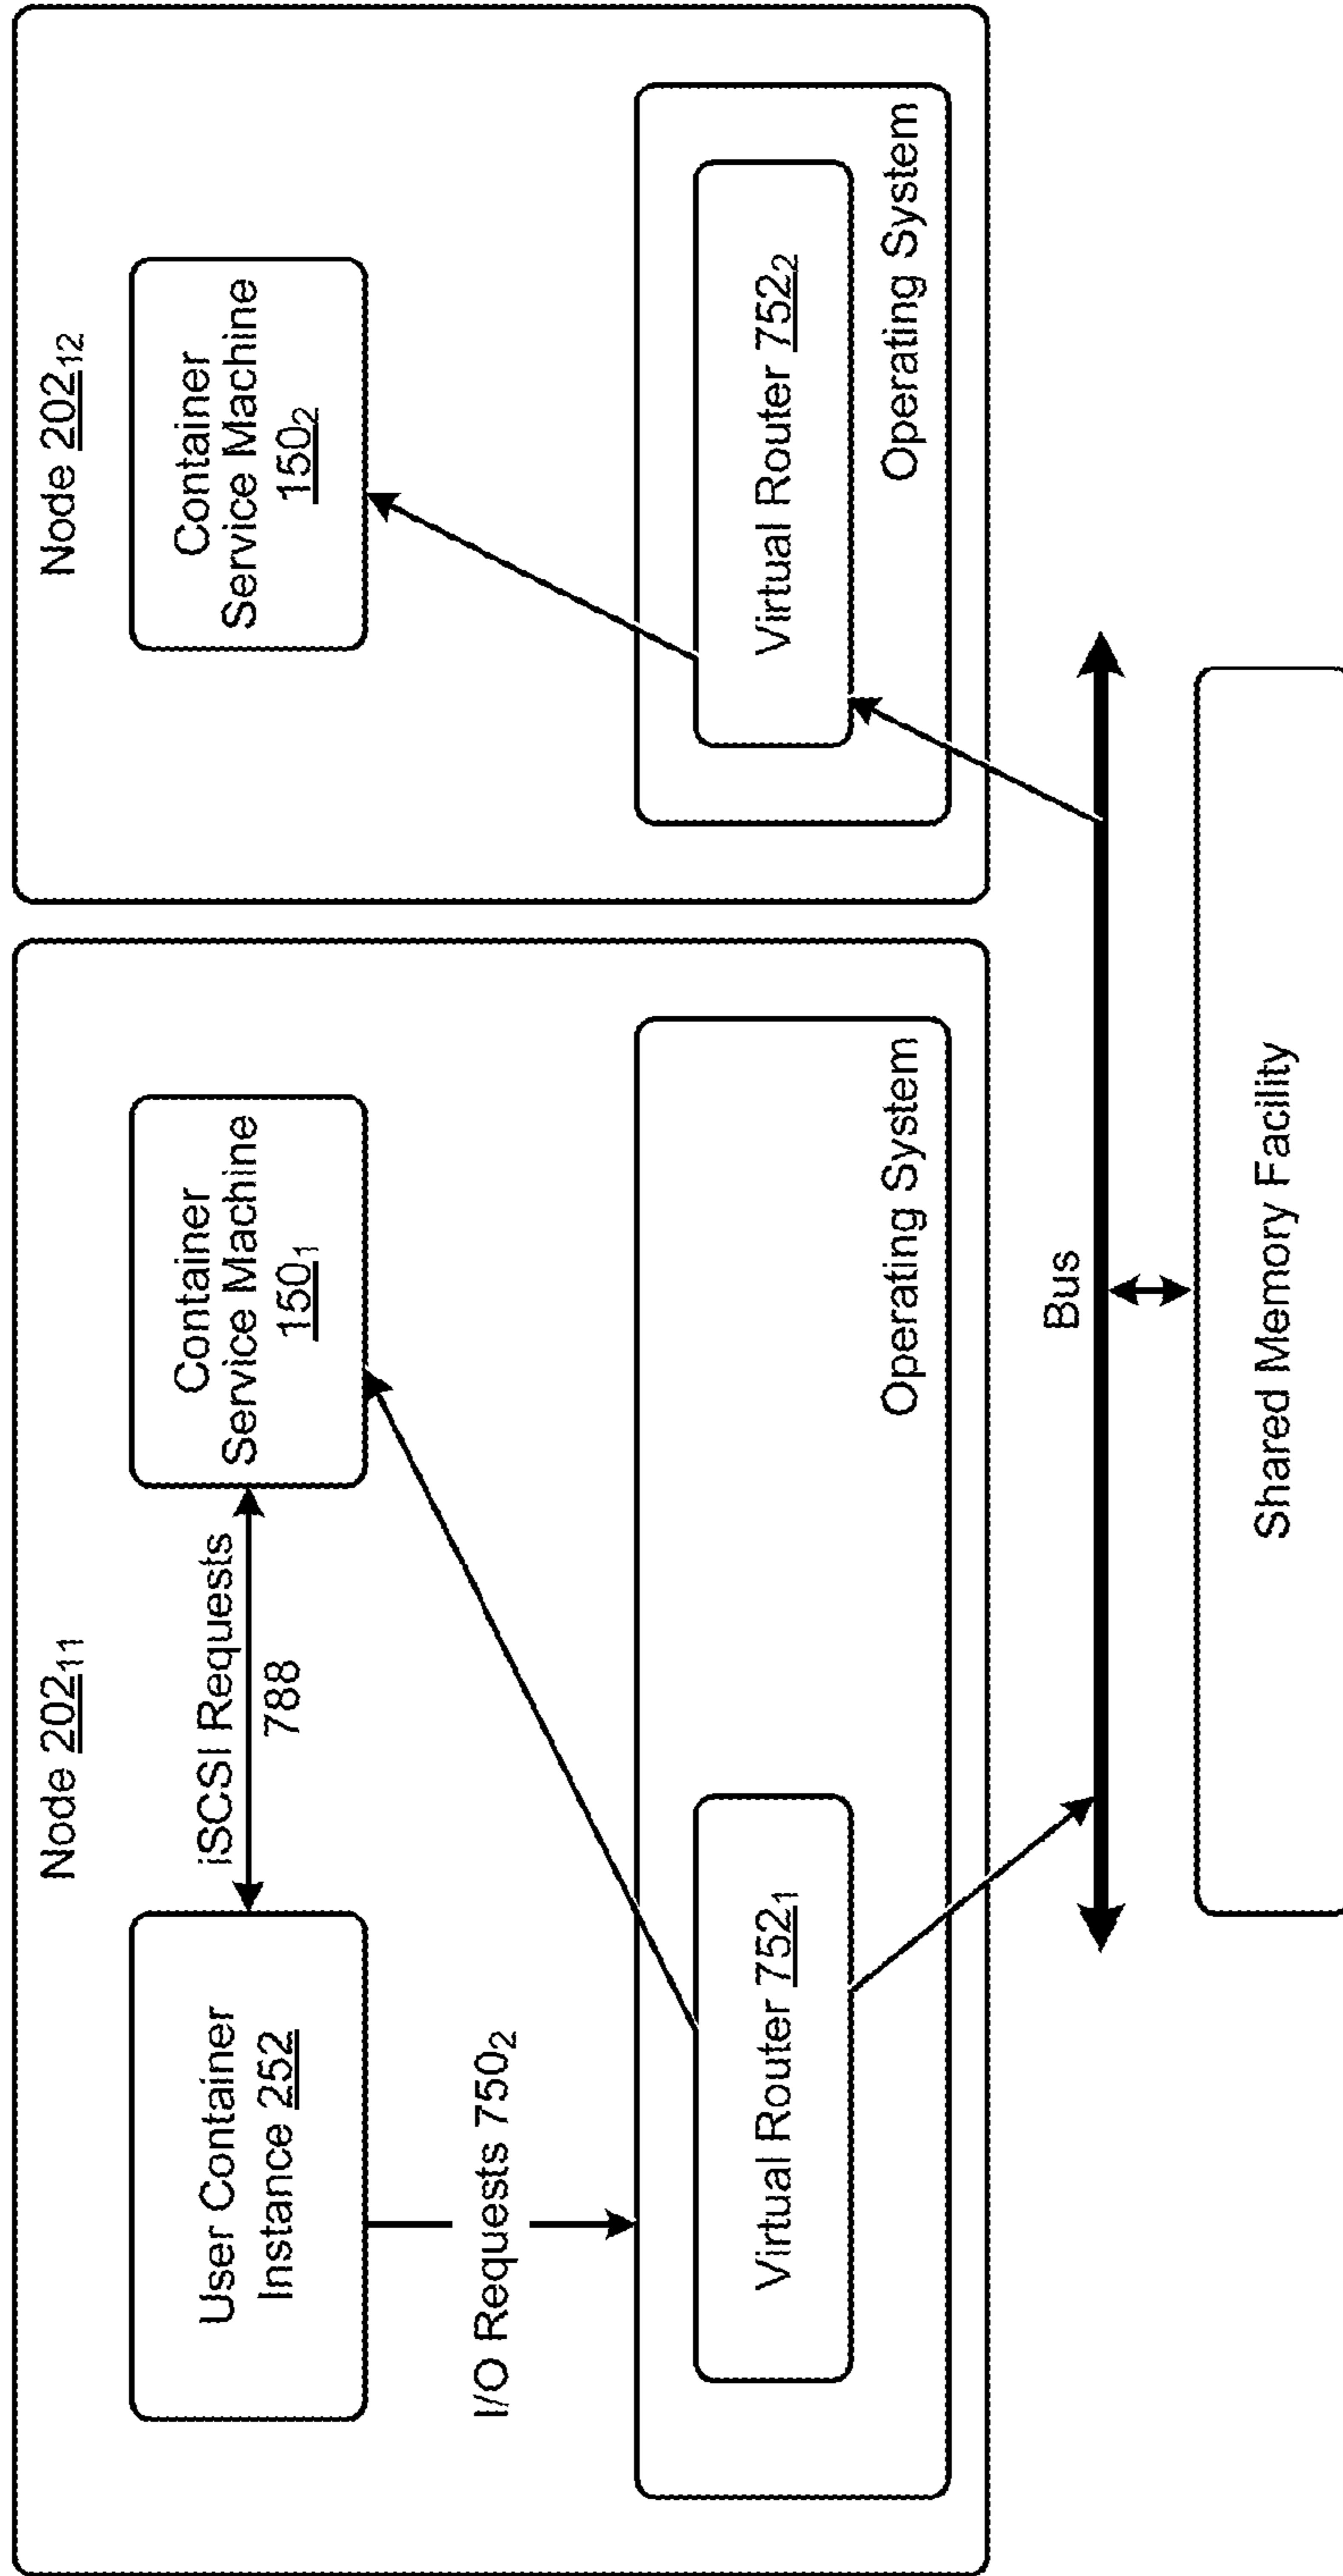 Node 202₁₁
User Container
Instance 252
iSCSI Requests
788
Container
Service Machine
150₁
I/O Requests 750₂
Virtual Router 752₁
Operating System
Node 202₁₂
Container
Service Machine
150₂
Virtual Router 752₂
Operating System
Bus
Shared Memory Facility